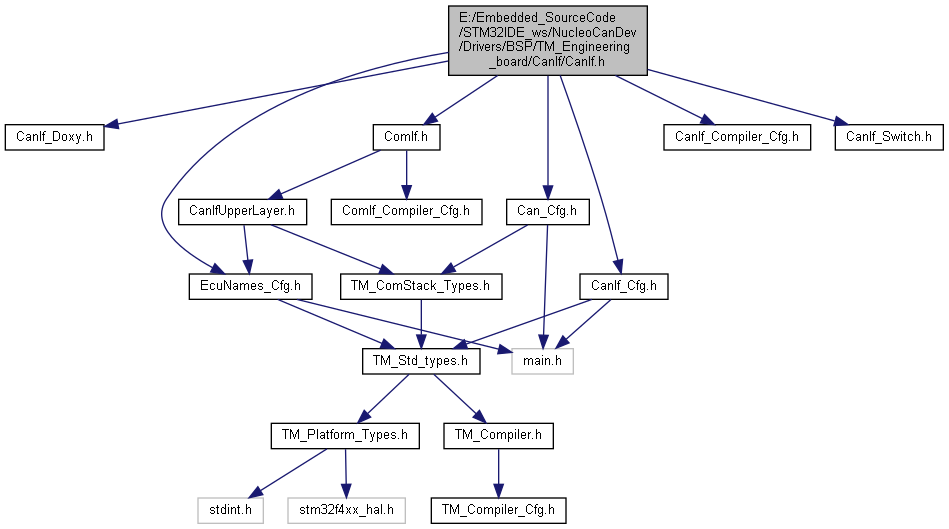 E:/Embedded_SourceCode
/STM32IDE_ws/NucleoCanDev
/Drivers/BSP/TM_Engineering
_board/CanIf/CanIf.h
CanIf_Doxy.h
ComIf.h
CanIf_Compiler_Cfg.h
CanIf_Switch.h
CanIfUpperLayer.h
ComIf_Compiler_Cfg.h
Can_Cfg.h
EcuNames_Cfg.h
TM_ComStack_Types.h
CanIf_Cfg.h
TM_Std_types.h
main.h
TM_Platform_Types.h
TM_Compiler.h
stdint.h
stm32f4xx_hal.h
TM_Compiler_Cfg.h